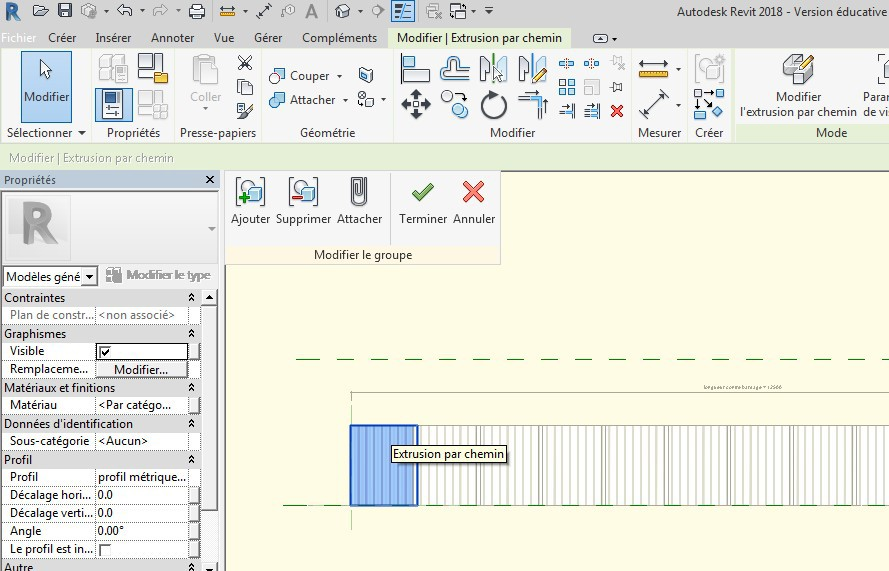 Autodesk Revit 2018 - Version éducative
Fichier Créer Insérer Annoter Vue Gérer Compléments Modifier | Extrusion par chemin
Modifier
Coller
Couper
Attacher
Modifier
l'extrusion par chemin
Para
de vi
Sélectionner Propriétés Presse-papiers Géométrie Modifier Mesurer Créer Mode
Modifier | Extrusion par chemin
Propriétés
Ajouter Supprimer Attacher Terminer Annuler
Modifier le groupe
Modèles géné
Modifier le type
Contraintes
Plan de constr... <non associé>
Graphismes
Visible
Remplaceme... Modifier...
Matériaux et finitions
Matériau <Par catégo...
Données d'identification
Sous-catégorie <Aucun>
Profil
Profil profil métrique...
Décalage hori... 0.0
Décalage verti... 0.0
Angle 0.00°
Le profil est in...
Autre
Extrusion par chemin